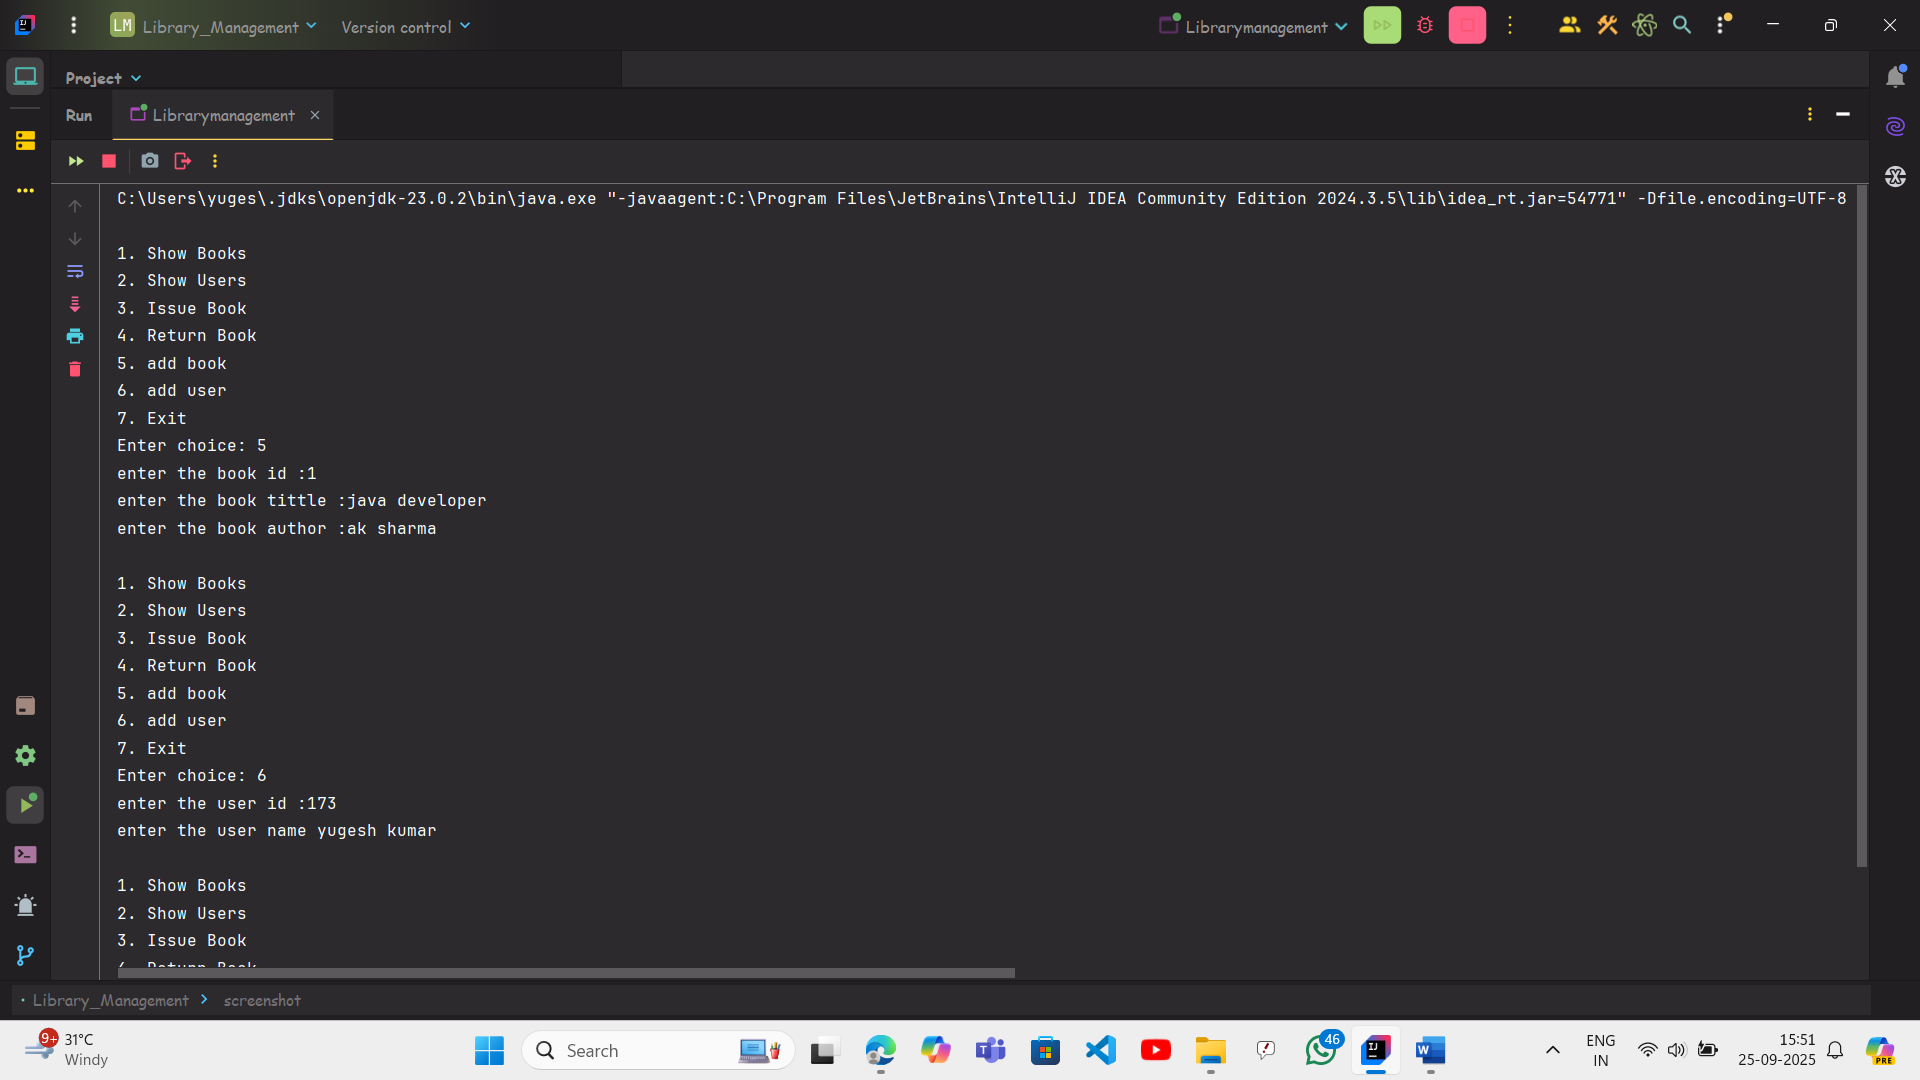 LM Library_Management Version control Librarymanagement
Project
Run Librarymanagement
C:\Users\yuges\.jdks\openjdk-23.0.2\bin\java.exe "-javaagent:C:\Program Files\JetBrains\IntelliJ IDEA Community Edition 2024.3.5\lib\idea_rt.jar=54771" -Dfile.encoding=UTF-8
1. Show Books
2. Show Users
3. Issue Book
4. Return Book
5. add book
6. add user
7. Exit
Enter choice: 5
enter the book id :1
enter the book tittle :java developer
enter the book author :ak sharma
1. Show Books
2. Show Users
3. Issue Book
4. Return Book
5. add book
6. add user
7. Exit
Enter choice: 6
enter the user id :173
enter the user name yugesh kumar
1. Show Books
2. Show Users
3. Issue Book
4. Return Book
Library_Management screenshot
9+ 31°C
Windy
Search
46
ENG
IN
15:51
25-09-2025
PRE